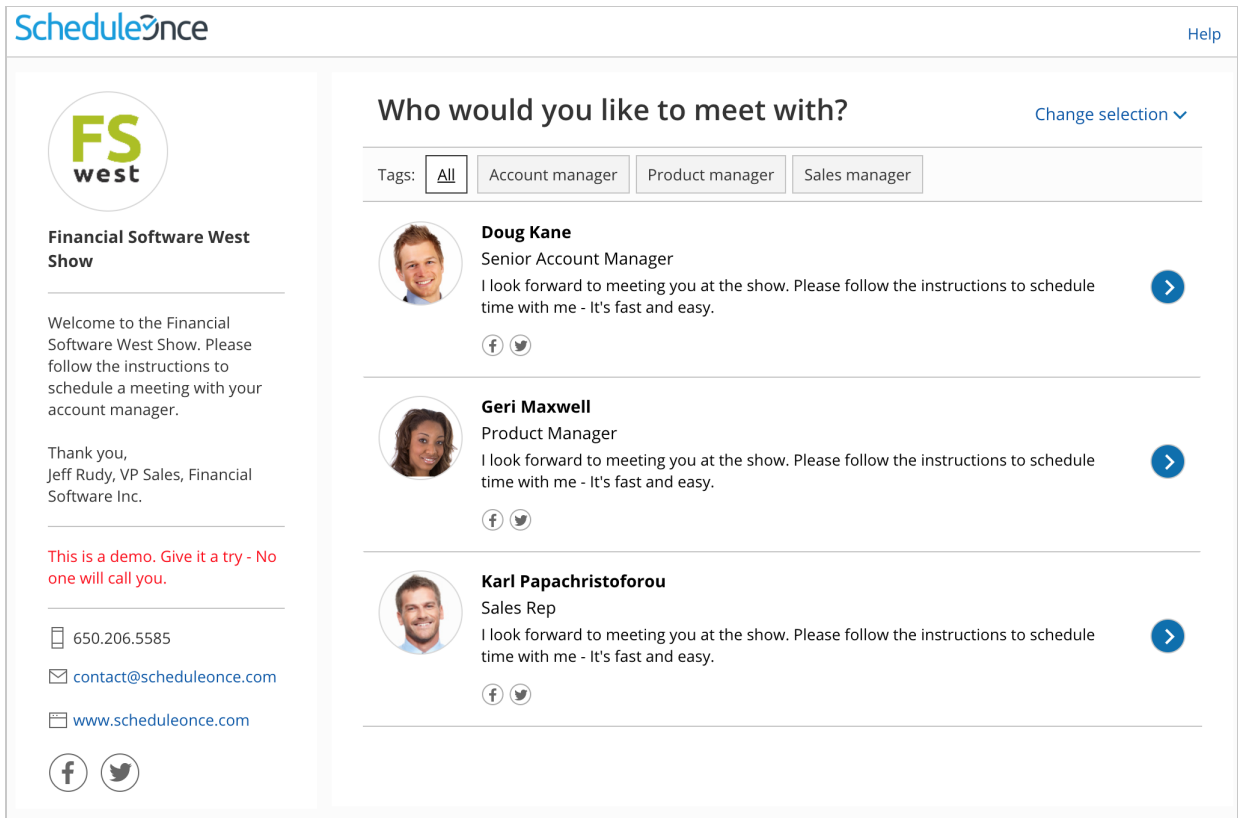 ScheduleOnce
Help
FS
west
Financial Software West
Show
Welcome to the Financial
Software West Show. Please
follow the instructions to
schedule a meeting with your
account manager.
Thank you,
Jeff Rudy, VP Sales, Financial
Software Inc.
This is a demo. Give it a try - No
one will call you.
650.206.5585
contact@scheduleonce.com
www.scheduleonce.com
Who would you like to meet with?
Change selection
Tags: All Account manager Product manager Sales manager
Doug Kane
Senior Account Manager
I look forward to meeting you at the show. Please follow the instructions to schedule
time with me - It's fast and easy.
Geri Maxwell
Product Manager
I look forward to meeting you at the show. Please follow the instructions to schedule
time with me - It's fast and easy.
Karl Papachristoforou
Sales Rep
I look forward to meeting you at the show. Please follow the instructions to schedule
time with me - It's fast and easy.